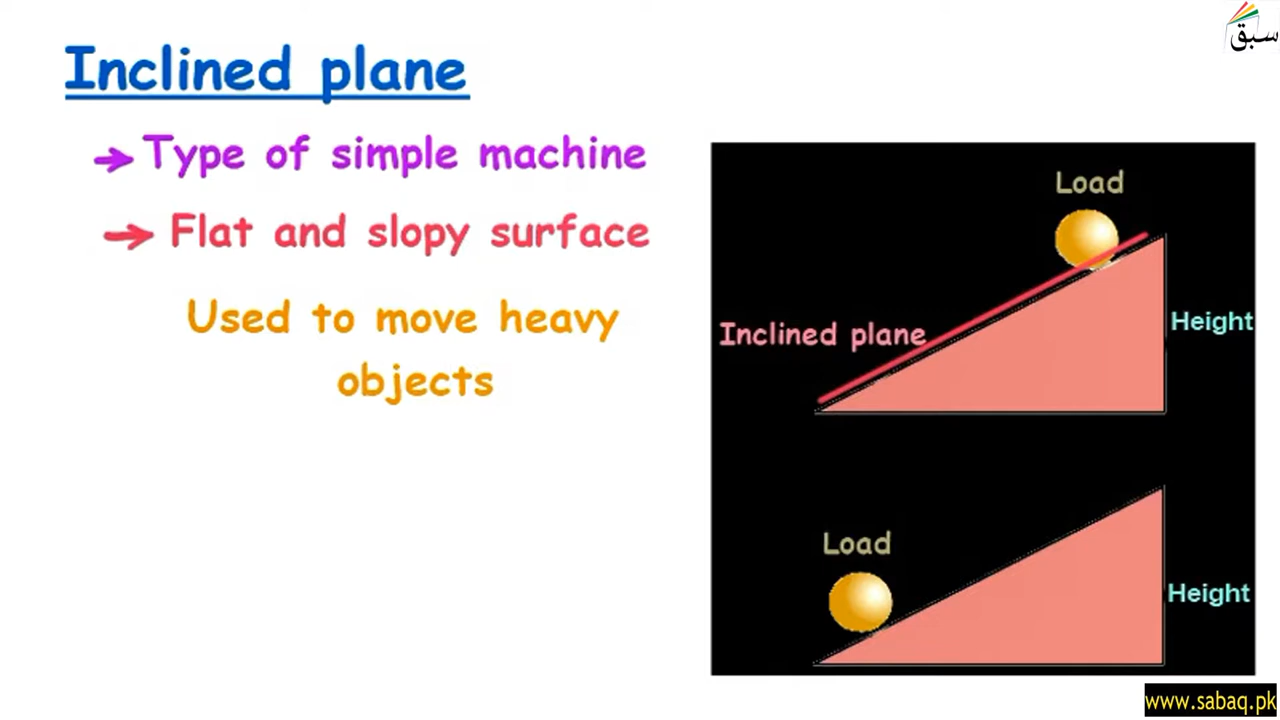 سبق
Inclined plane
→ Type of simple machine
→ Flat and slopy surface
Used to move heavy
objects
Load
Inclined plane
Height
Load
Height
www.sabaq.pk